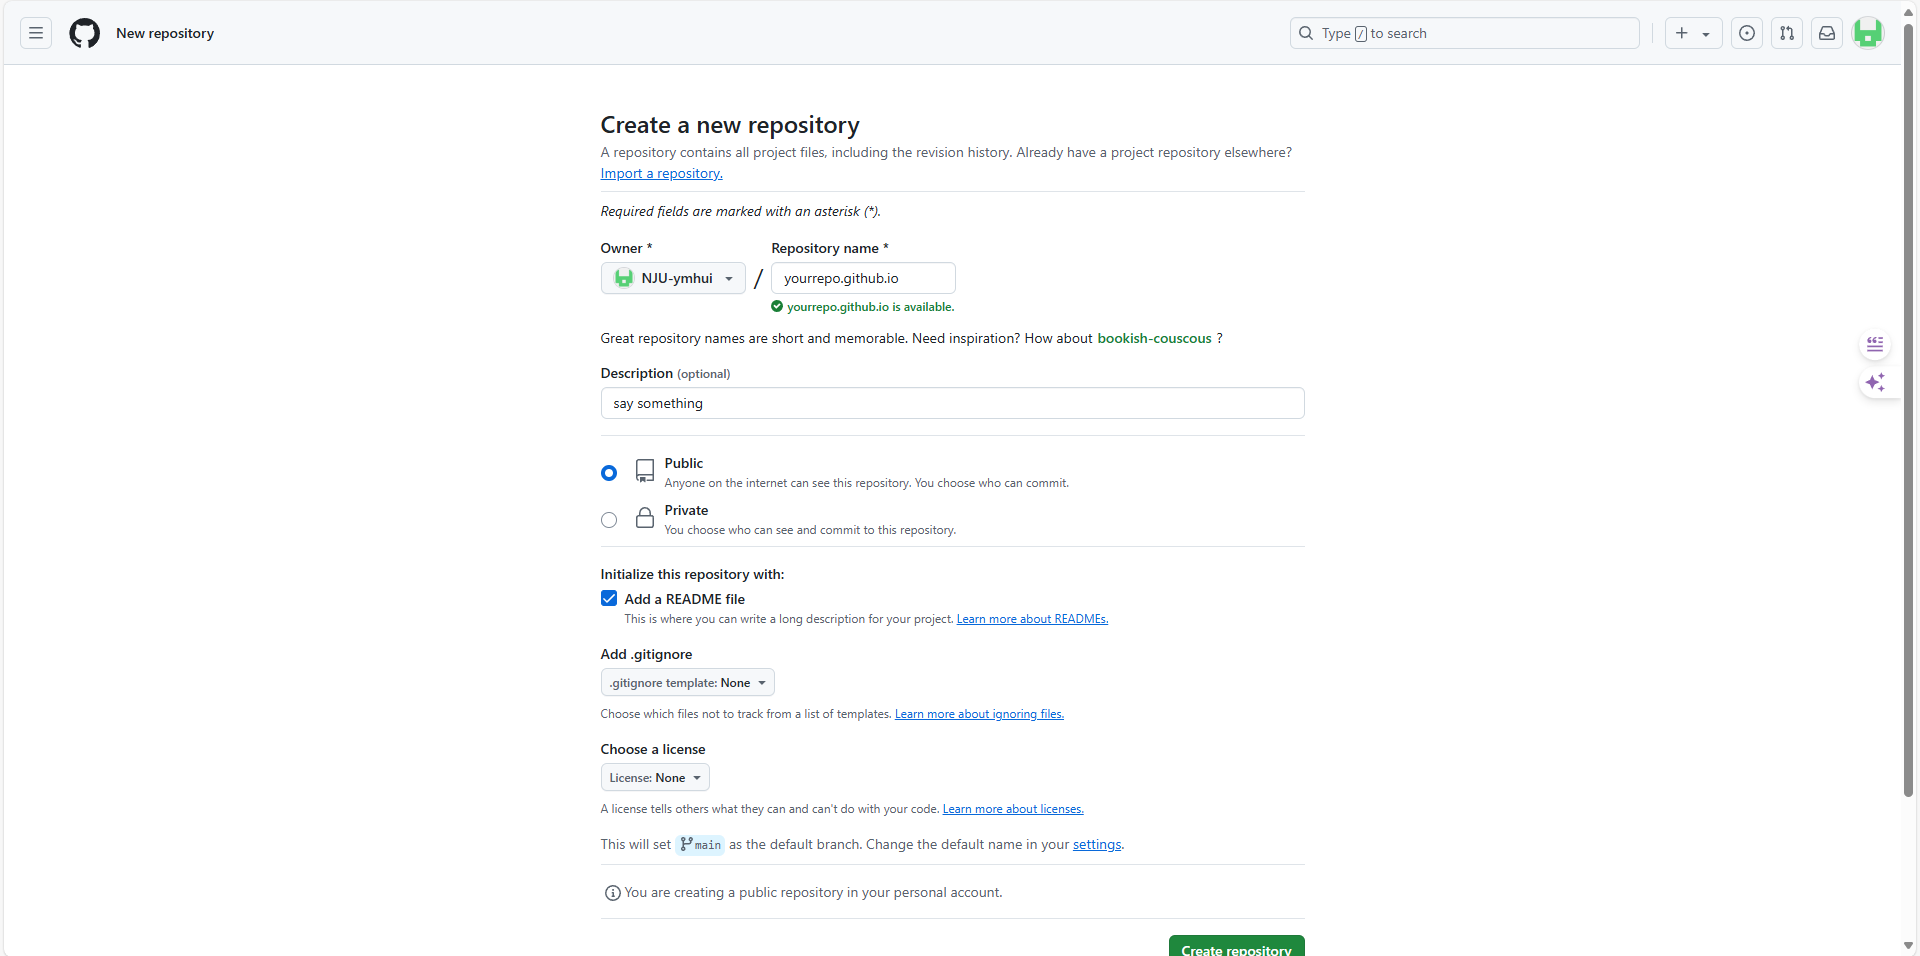 New repository
Type / to search
Create a new repository
A repository contains all project files, including the revision history. Already have a project repository elsewhere?
Import a repository.
Required fields are marked with an asterisk (*).
Owner * Repository name *
NJU-ymhui / yourrepo.github.io
yourrepo.github.io is available.
Great repository names are short and memorable. Need inspiration? How about bookish-couscous ?
Description (optional)
say something
Public
Anyone on the internet can see this repository. You choose who can commit.
Private
You choose who can see and commit to this repository.
Initialize this repository with:
Add a README file
This is where you can write a long description for your project. Learn more about READMEs.
Add .gitignore
.gitignore template: None
Choose which files not to track from a list of templates. Learn more about ignoring files.
Choose a license
License: None
A license tells others what they can and can't do with your code. Learn more about licenses.
This will set main as the default branch. Change the default name in your settings.
You are creating a public repository in your personal account.
Create repository